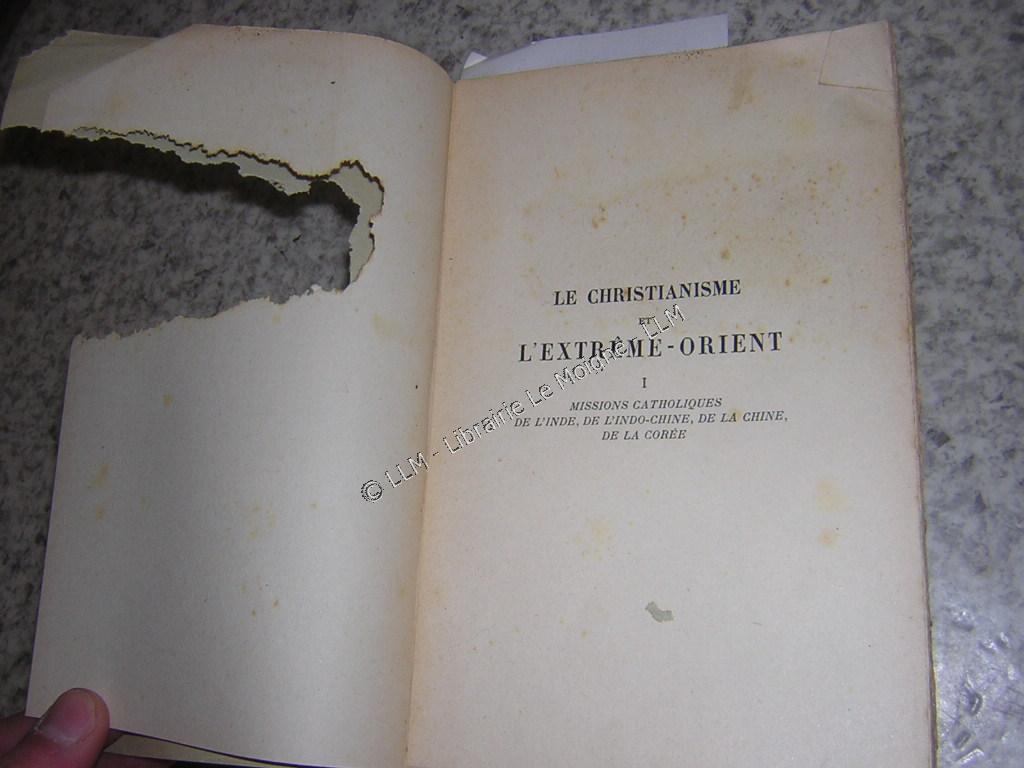 LE CHRISTIANISME
ET
L'EXTRÊME-ORIENT
I
MISSIONS CATHOLIQUES
DE L'INDE, DE L'INDO-CHINE, DE LA CHINE,
DE LA CORÉE
© LLM - Librairie Le Moigne - LLM